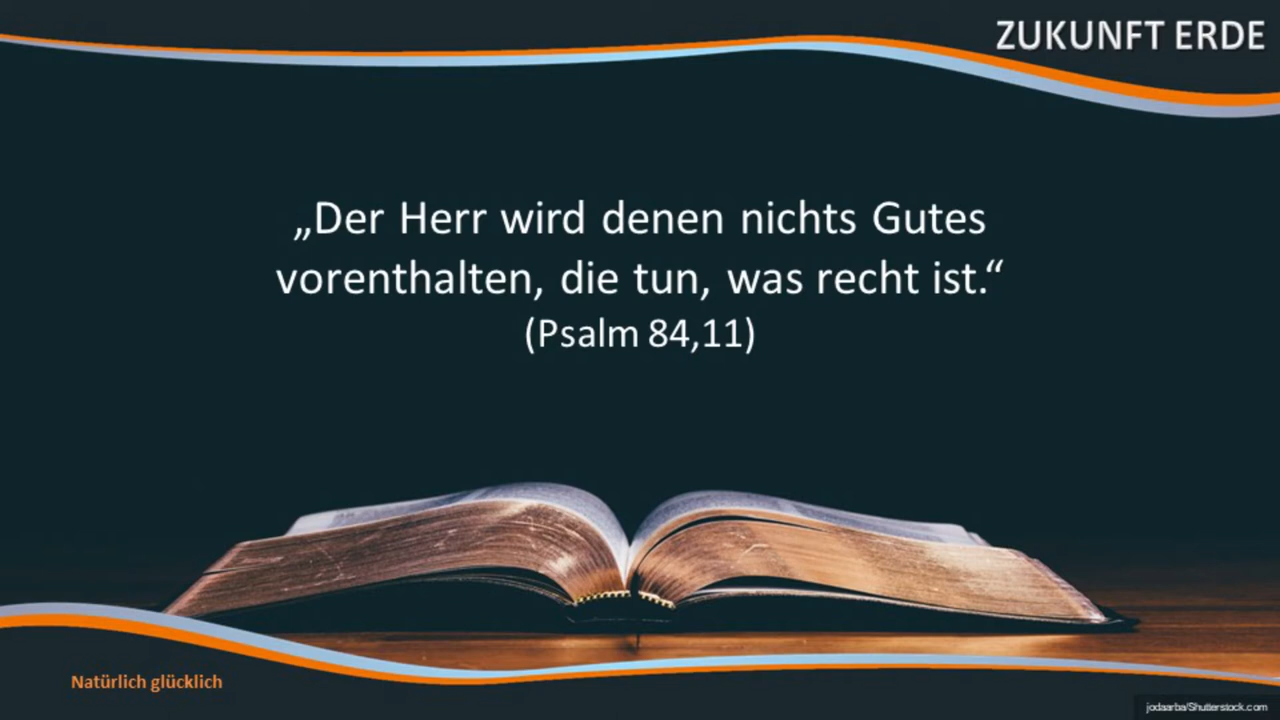 ZUKUNFT ERDE
„Der Herr wird denen nichts Gutes
vorenthalten, die tun, was recht ist.“
(Psalm 84,11)
Natürlich glücklich
jodaarba/Shutterstock.com